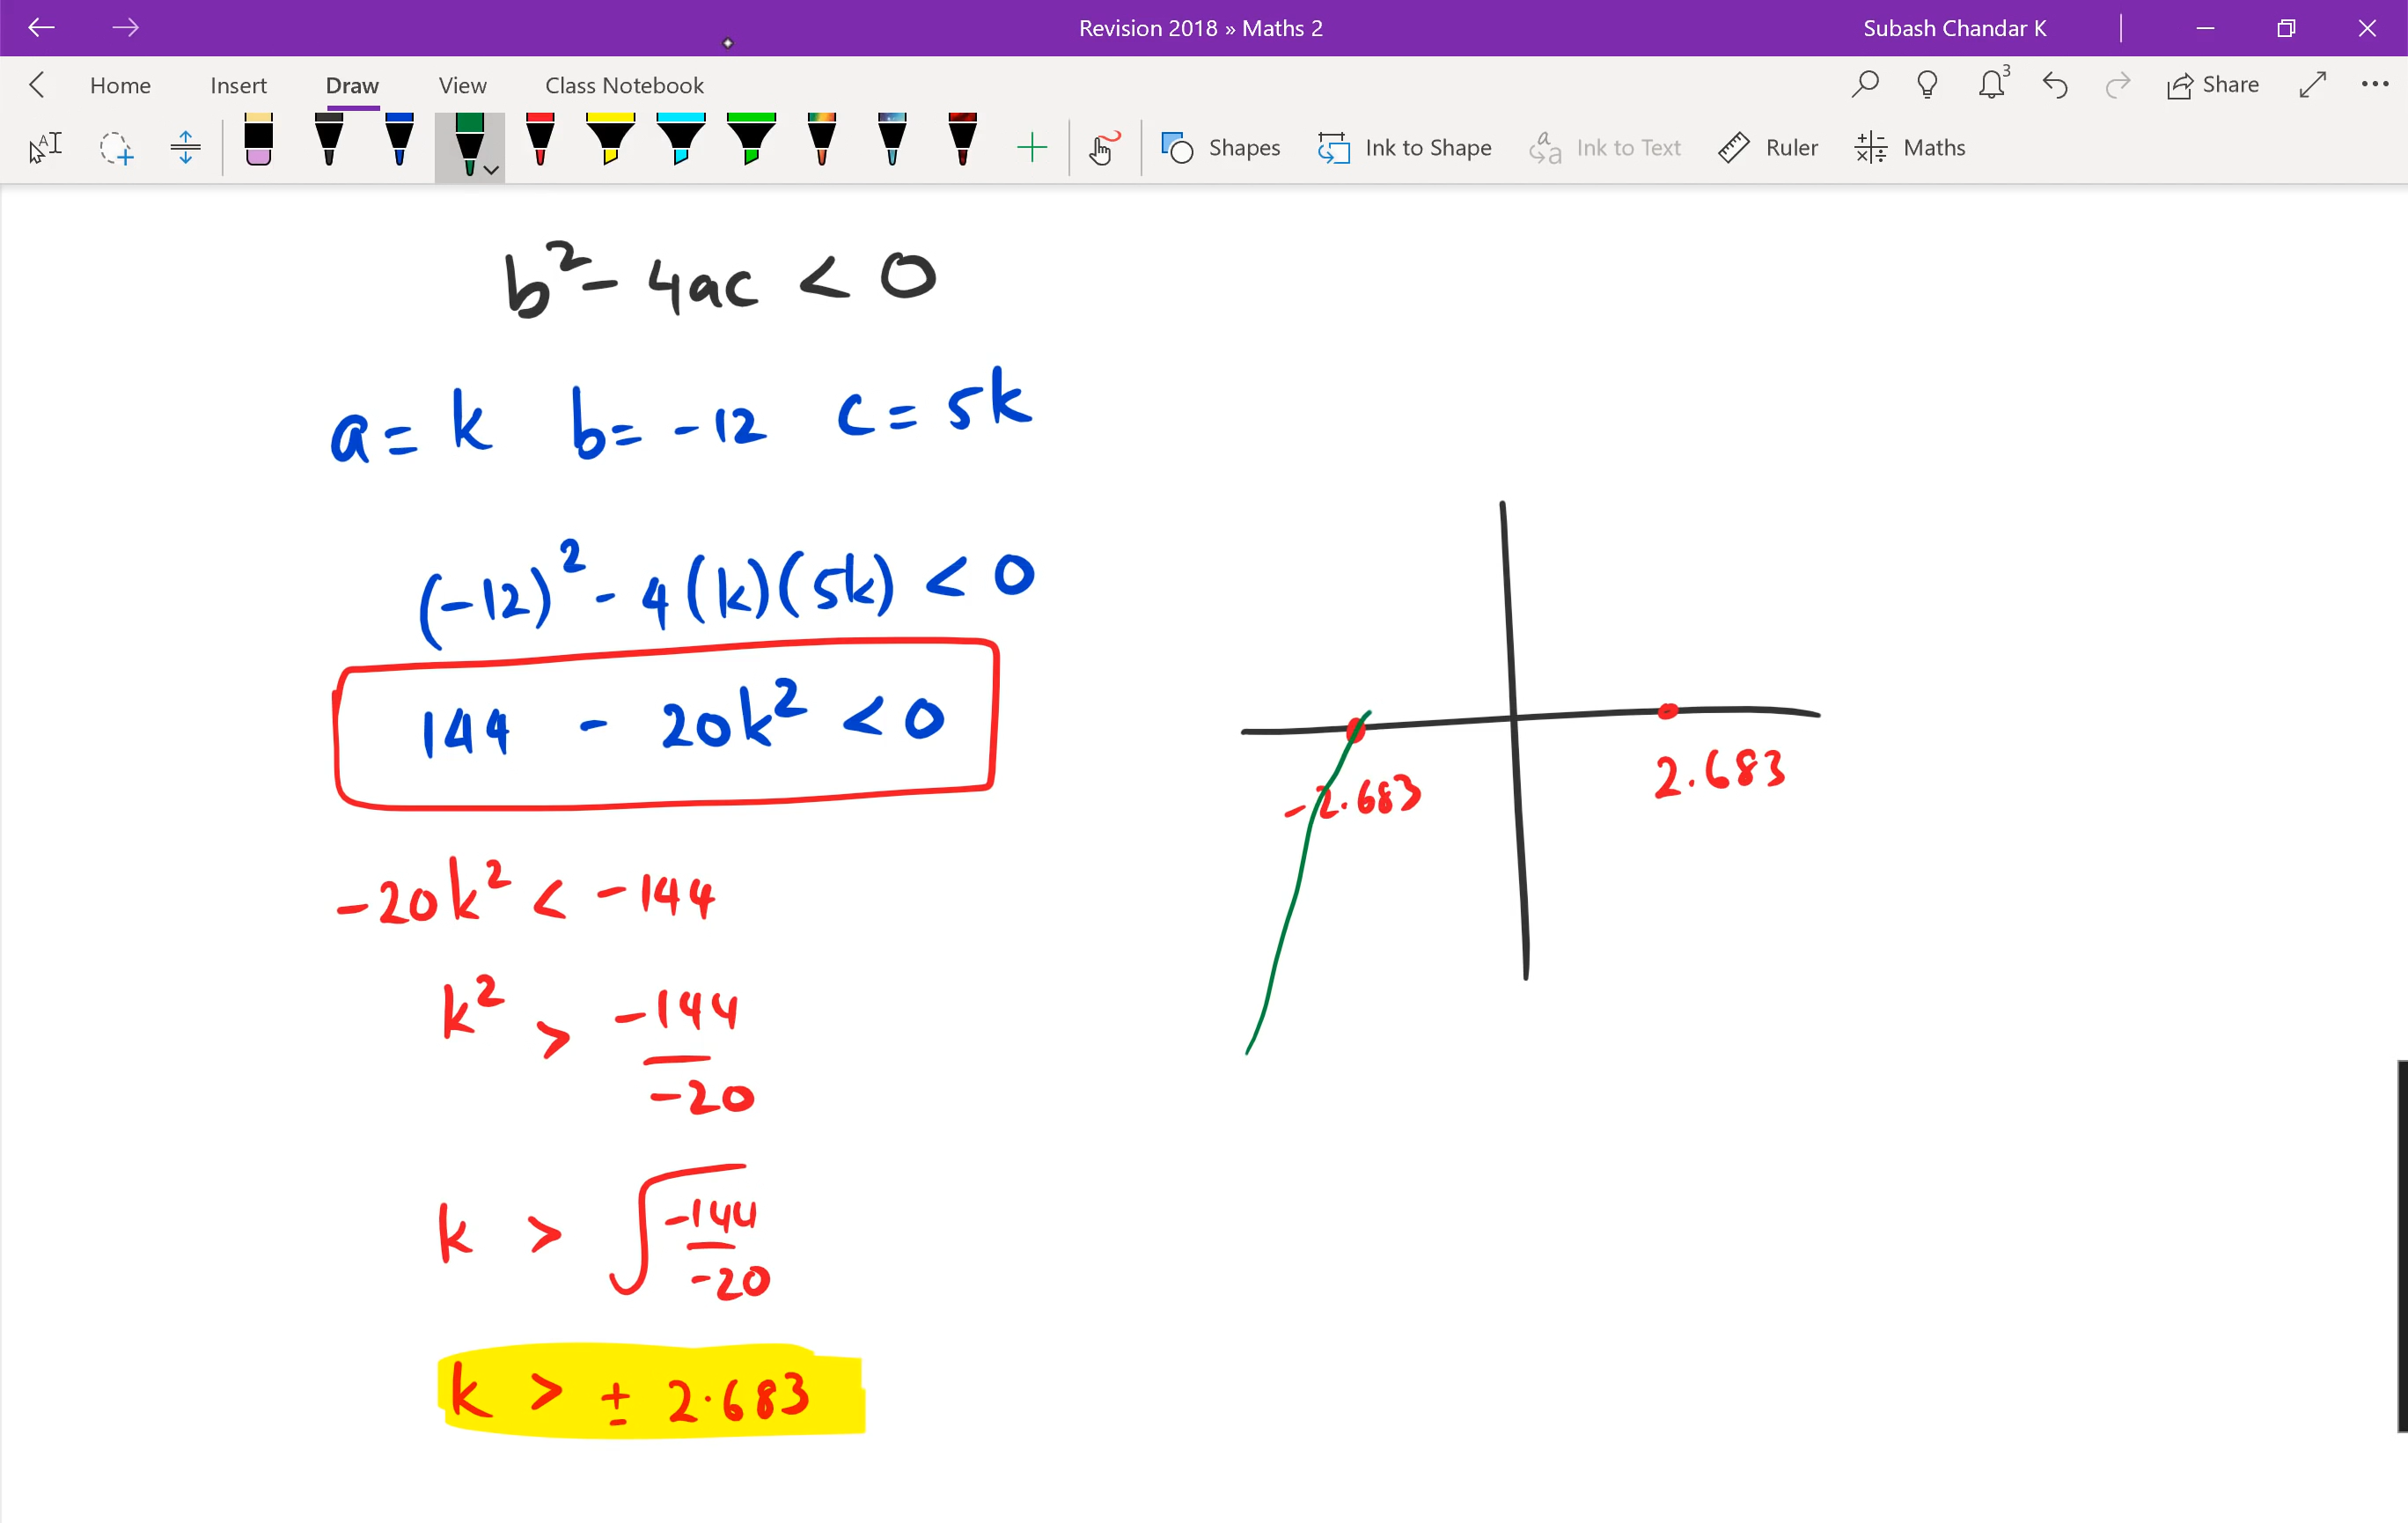 Revision 2018 » Maths 2
Subash Chandar K
Home Insert Draw View Class Notebook
3 Share
Shapes Ink to Shape Ink to Text Ruler Maths
b² - 4ac < 0
a = k b = -12 c = 5k
(-12)² - 4(k)(5k) < 0
144 - 20k² < 0
-20k² < -144
k² > -144
-20
k > √-144
-20
k > ± 2.683
-2.683
2.683